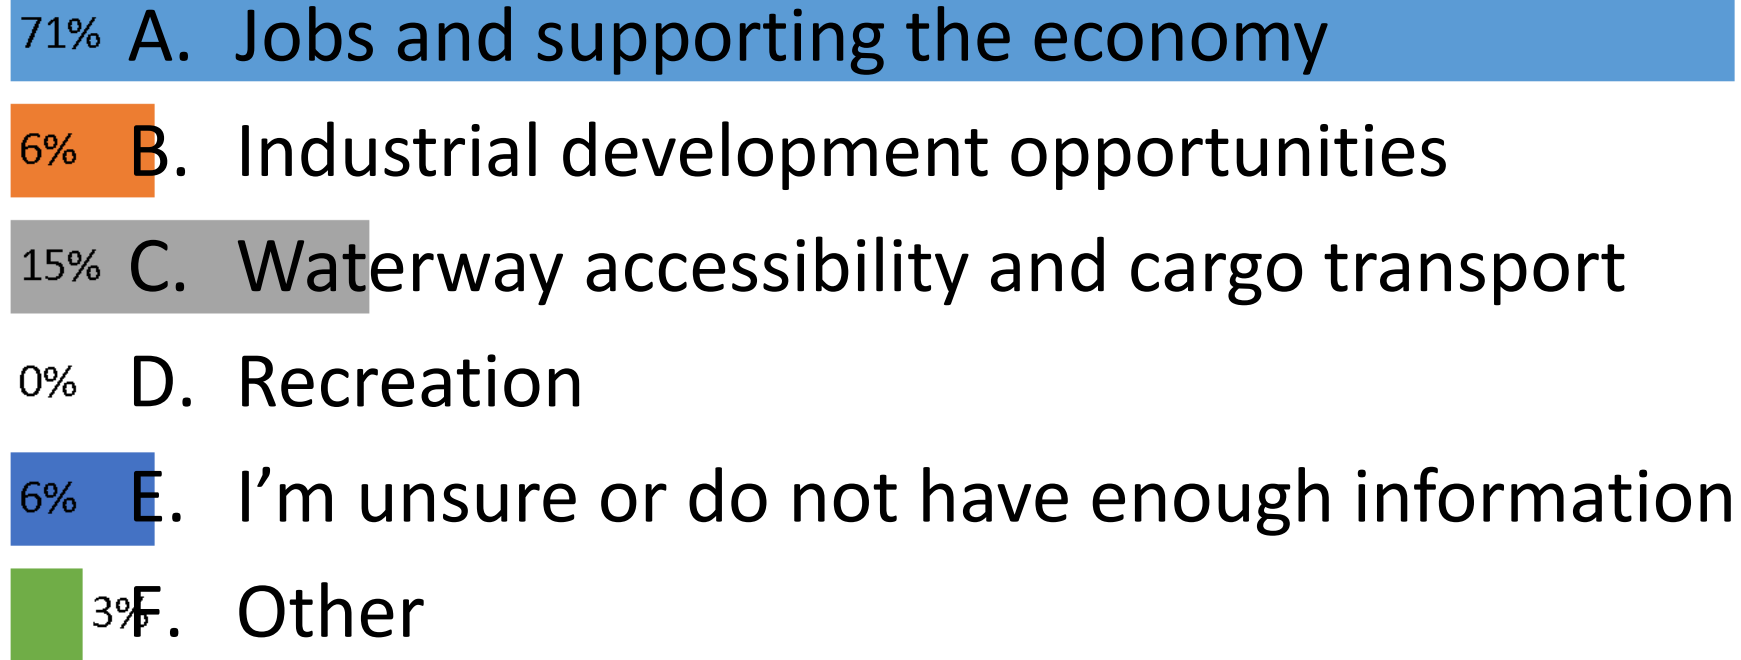 71% A. Jobs and supporting the economy
6% B. Industrial development opportunities
15% C. Waterway accessibility and cargo transport
0% D. Recreation
6% E. I’m unsure or do not have enough information
3% F. Other